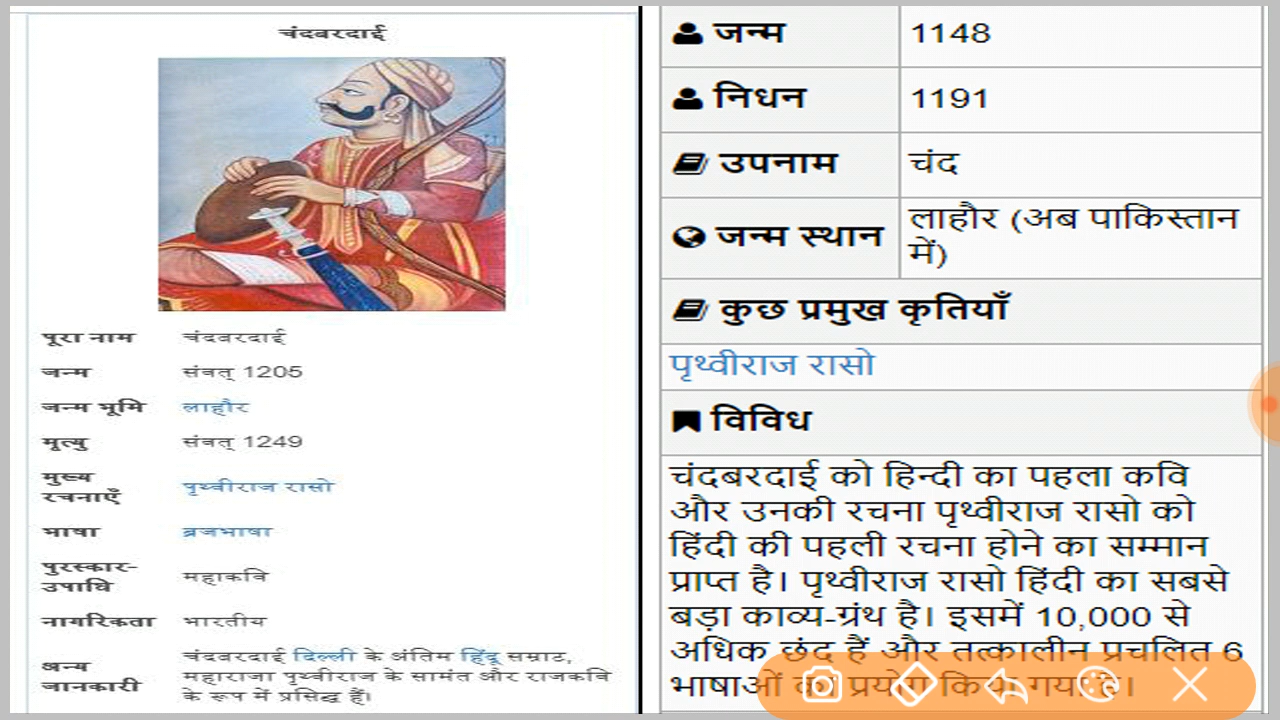 चंदबरदाई
पूरा नाम चंदबरदाई
जन्म संवत् 1205
जन्म भूमि लाहौर
मृत्यु संवत् 1249
मुख्य
रचनाएँ पृथ्वीराज रासो
भाषा ब्रजभाषा
पुरस्कार-
उपाधि महाकवि
नागरिकता भारतीय
अन्य
जानकारी
चंदबरदाई दिल्ली के अंतिम हिंदू सम्राट,
महाराजा पृथ्वीराज के सामंत और राजकवि
के रूप में प्रसिद्ध हैं।
जन्म 1148
निधन 1191
उपनाम चंद
जन्म स्थान लाहौर (अब पाकिस्तान
में)
कुछ प्रमुख कृतियाँ
पृथ्वीराज रासो
विविध
चंदबरदाई को हिन्दी का पहला कवि
और उनकी रचना पृथ्वीराज रासो को
हिंदी की पहली रचना होने का सम्मान
प्राप्त है। पृथ्वीराज रासो हिंदी का सबसे
बड़ा काव्य-ग्रंथ है। इसमें 10,000 से
अधिक छंद हैं और तत्कालीन प्रचलित 6
भाषाओं का प्रयोग किया गया है।